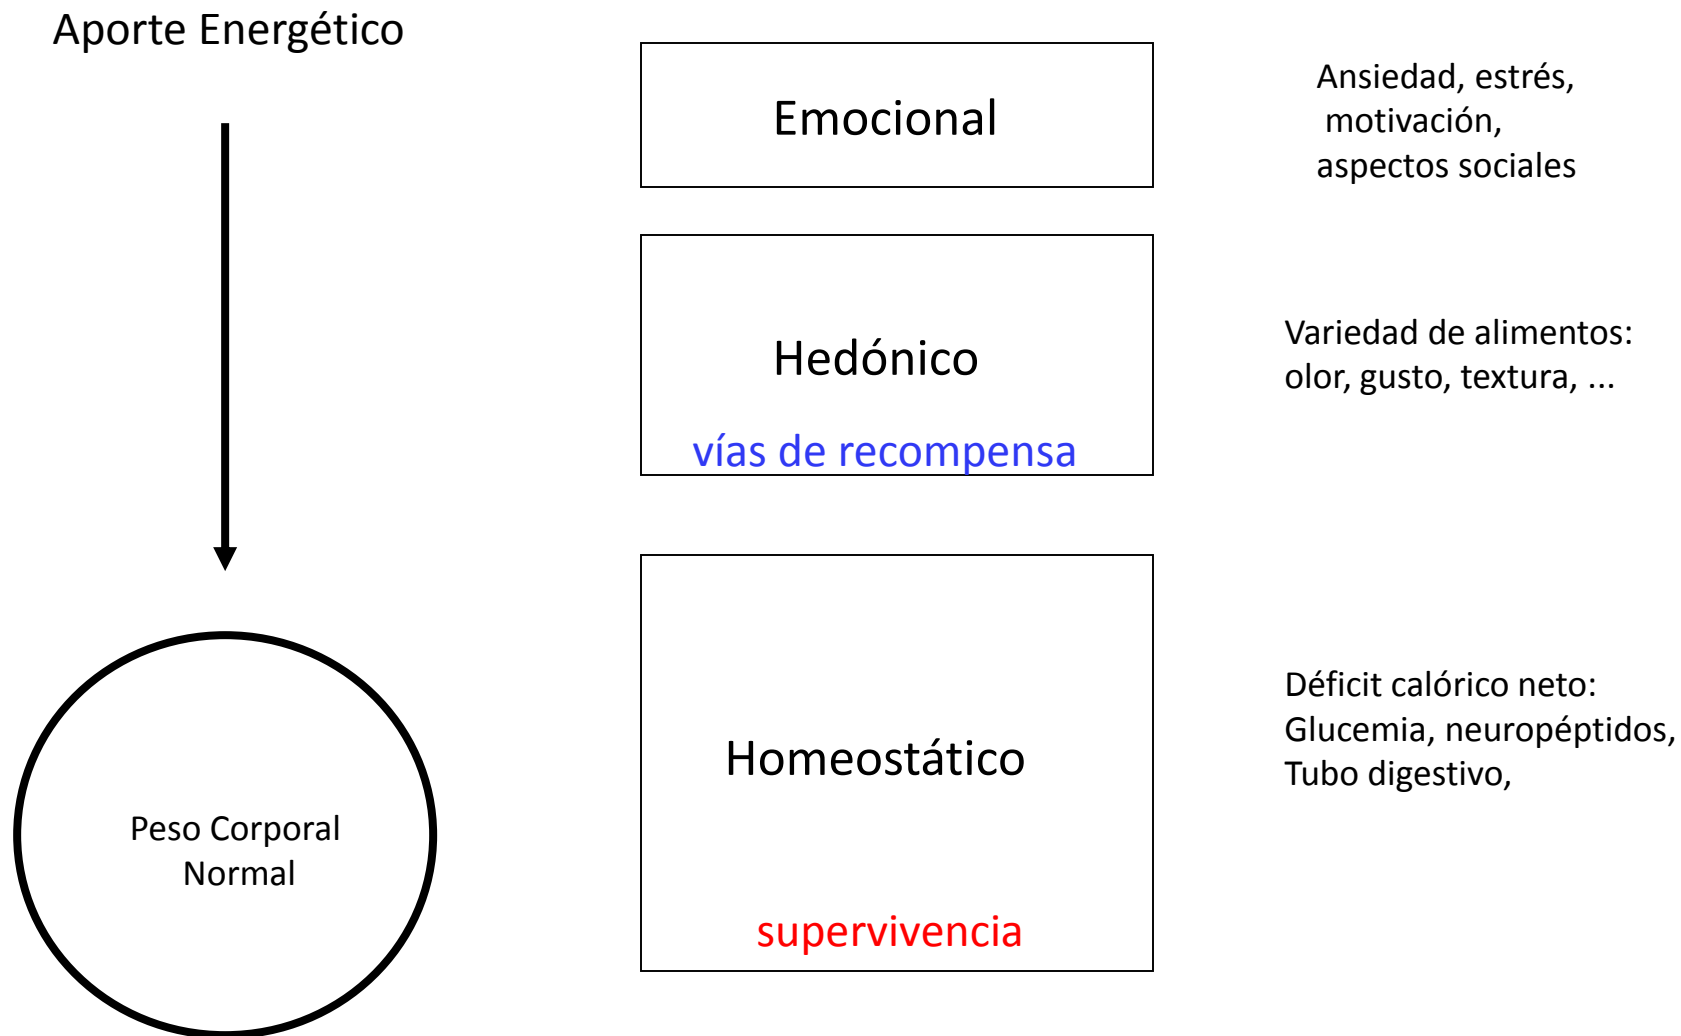 Aporte Energético
Emocional
Ansiedad, estrés,
motivación,
aspectos sociales
Hedónico
vías de recompensa
Variedad de alimentos:
olor, gusto, textura, ...
Homeostático
supervivencia
Déficit calórico neto:
Glucemia, neuropéptidos,
Tubo digestivo,
Peso Corporal
Normal